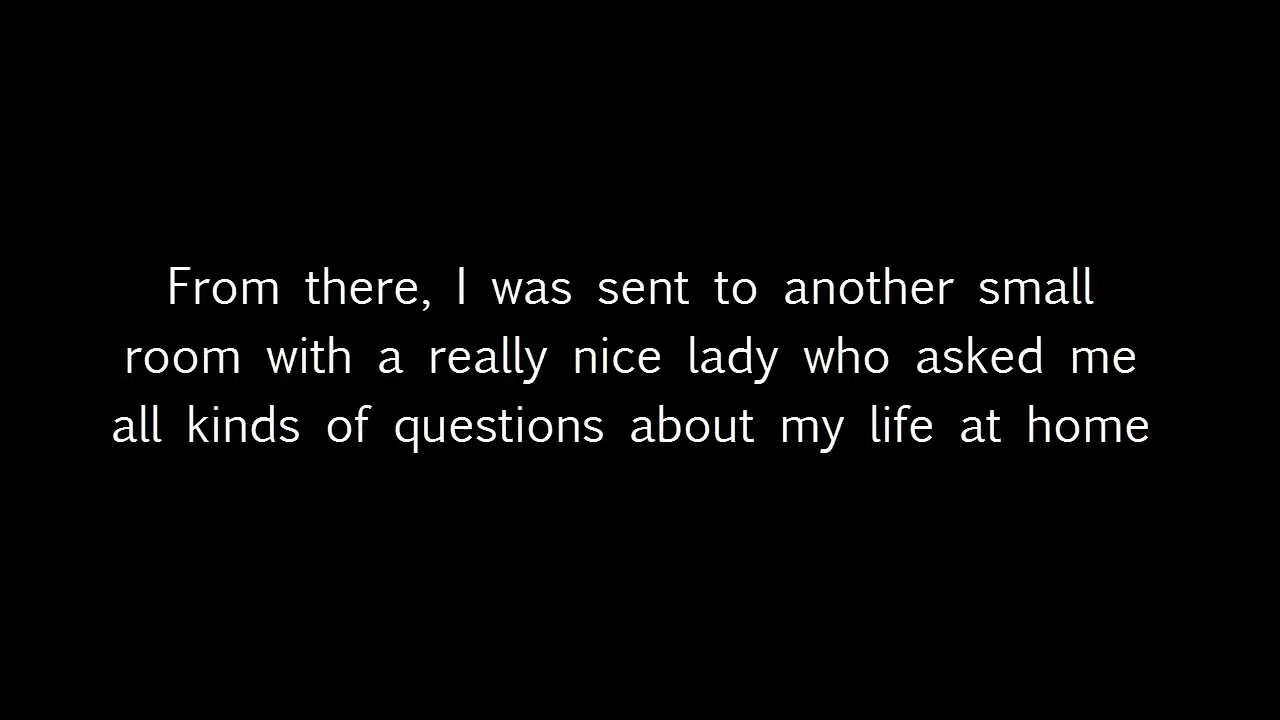 From there, I was sent to another small
room with a really nice lady who asked me
all kinds of questions about my life at home